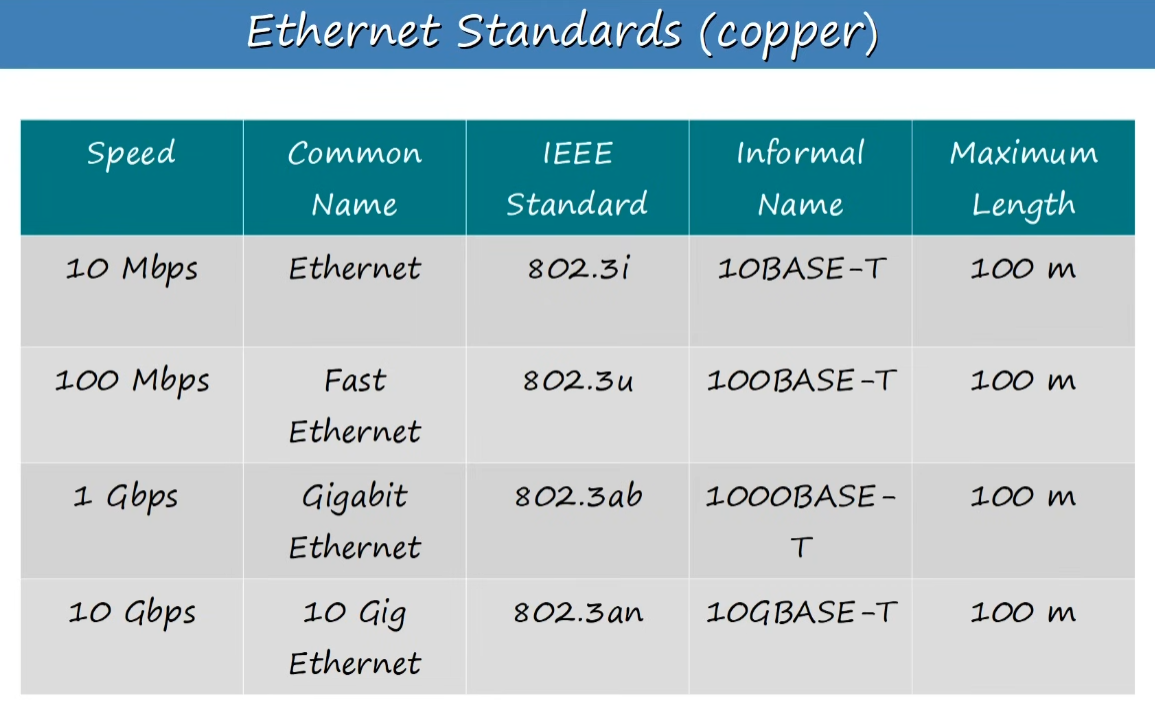 Ethernet Standards (copper)
Speed
Common
Name
IEEE
Standard
Informal
Name
Maximum
Length
10 Mbps
Ethernet
802.3i
10BASE-T
100 m
100 Mbps
Fast
Ethernet
802.3u
100BASE-T
100 m
1 Gbps
Gigabit
Ethernet
802.3ab
1000BASE-
T
100 m
10 Gbps
10 Gig
Ethernet
802.3an
10GBASE-T
100 m